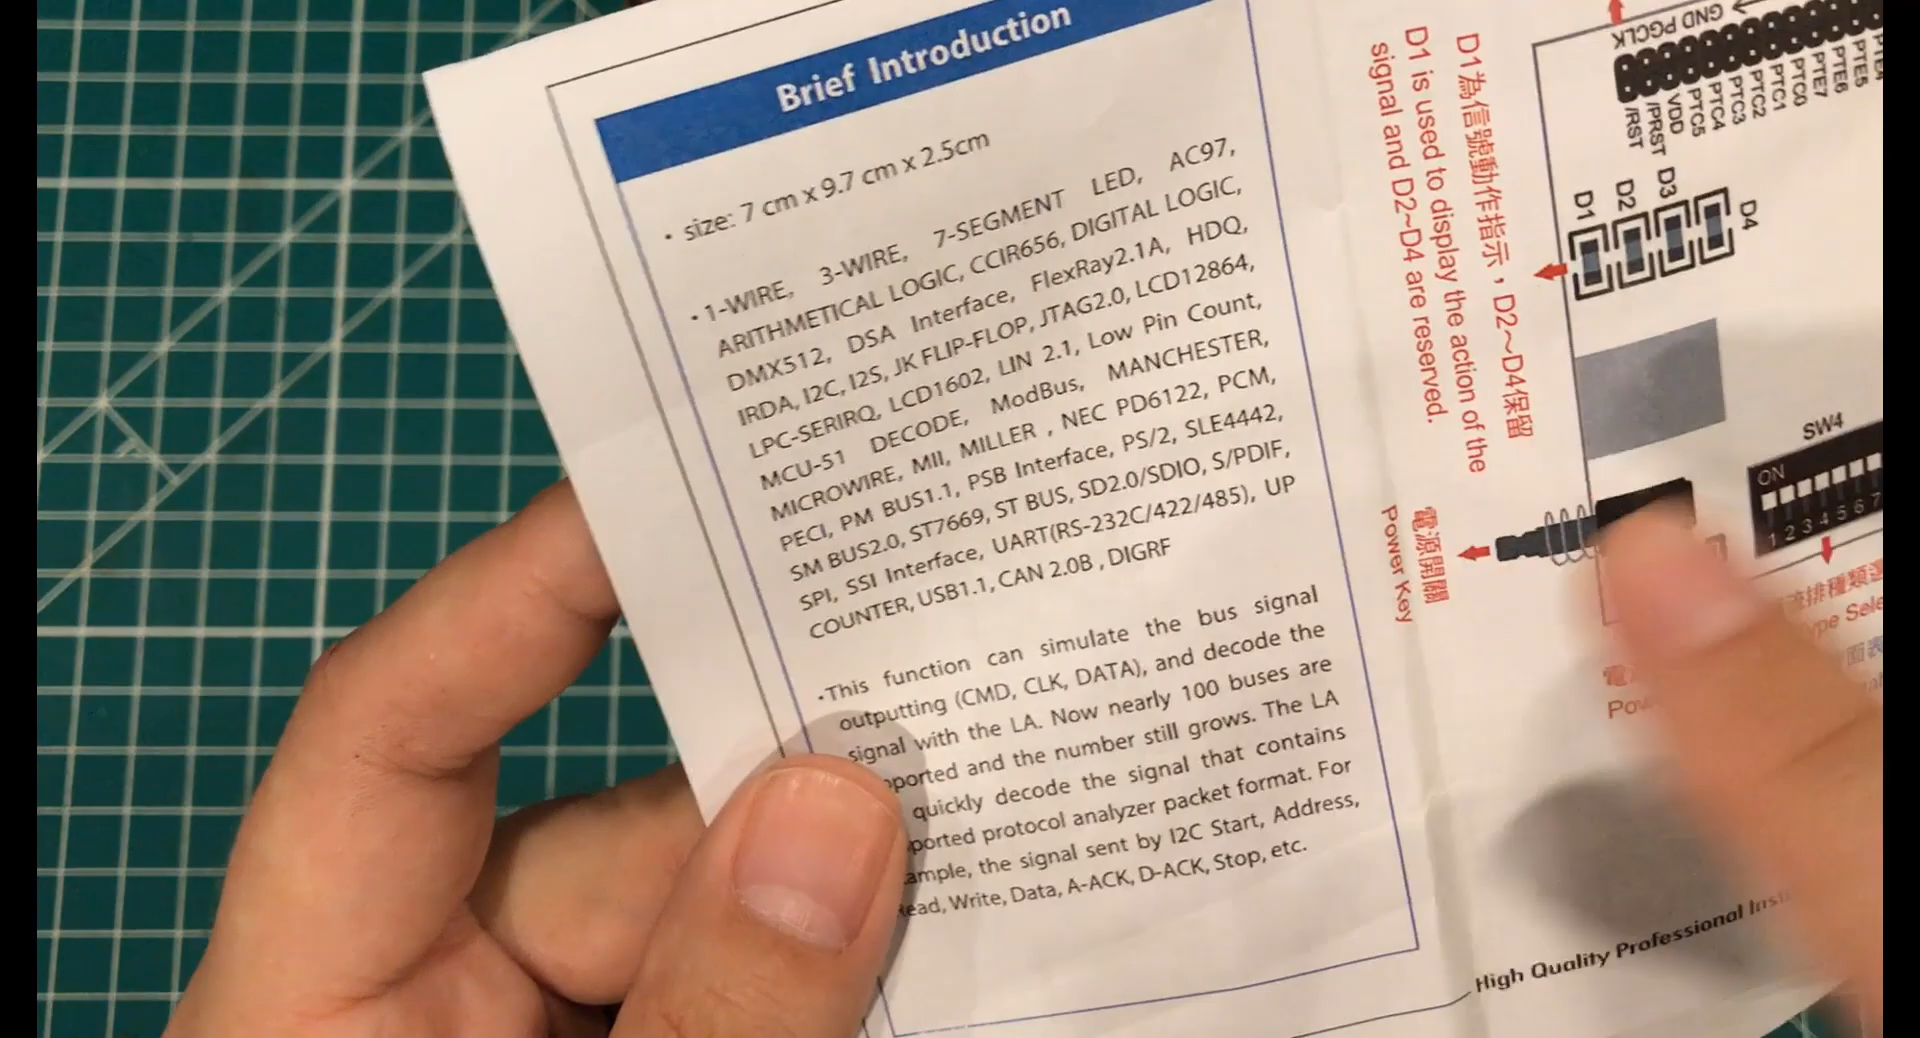 Brief Introduction
• size: 7 cm x 9.7 cm x 2.5cm
•1-WIRE, 3-WIRE, 7-SEGMENT LED, AC97,
ARITHMETICAL LOGIC, CCIR656, DIGITAL LOGIC,
DMX512, DSA Interface, FlexRay2.1A, HDQ,
IRDA, I2C, I2S, JK FLIP-FLOP, JTAG2.0, LCD12864,
LPC-SERIRQ, LCD1602, LIN 2.1, Low Pin Count,
MCU-51 DECODE, ModBus, MANCHESTER,
MICROWIRE, MII, MILLER , NEC PD6122, PCM,
PECI, PM BUS1.1, PSB Interface, PS/2, SLE4442,
SM BUS2.0, ST7669, ST BUS, SD2.0/SDIO, S/PDIF,
SPI, SSI Interface, UART(RS-232C/422/485), UP
COUNTER, USB1.1, CAN 2.0B , DIGRF
•This function can simulate the bus signal
outputting (CMD, CLK, DATA), and decode the
signal with the LA. Now nearly 100 buses are
and the number still grows. The LA
quickly decode the signal that contains
protocol analyzer packet format. For
the signal sent by I2C Start, Address,
Write, Data, A-ACK, D-ACK, Stop, etc.
D1為信號動作指示，D2～D4保留
D1 is used to display the action of the
signal and D2~D4 are reserved.
GND PGCLK
/RST
/PRST
VDD
PTC5
PTC4
PTC3
PTC2
PTC1
PTC0
PTE7
PTE6
PTE5
D1
D2
D3
D4
SW4
ON
1 2 3 4 5 6 7
電源開關
Power Key
排種類
High Quality Professional